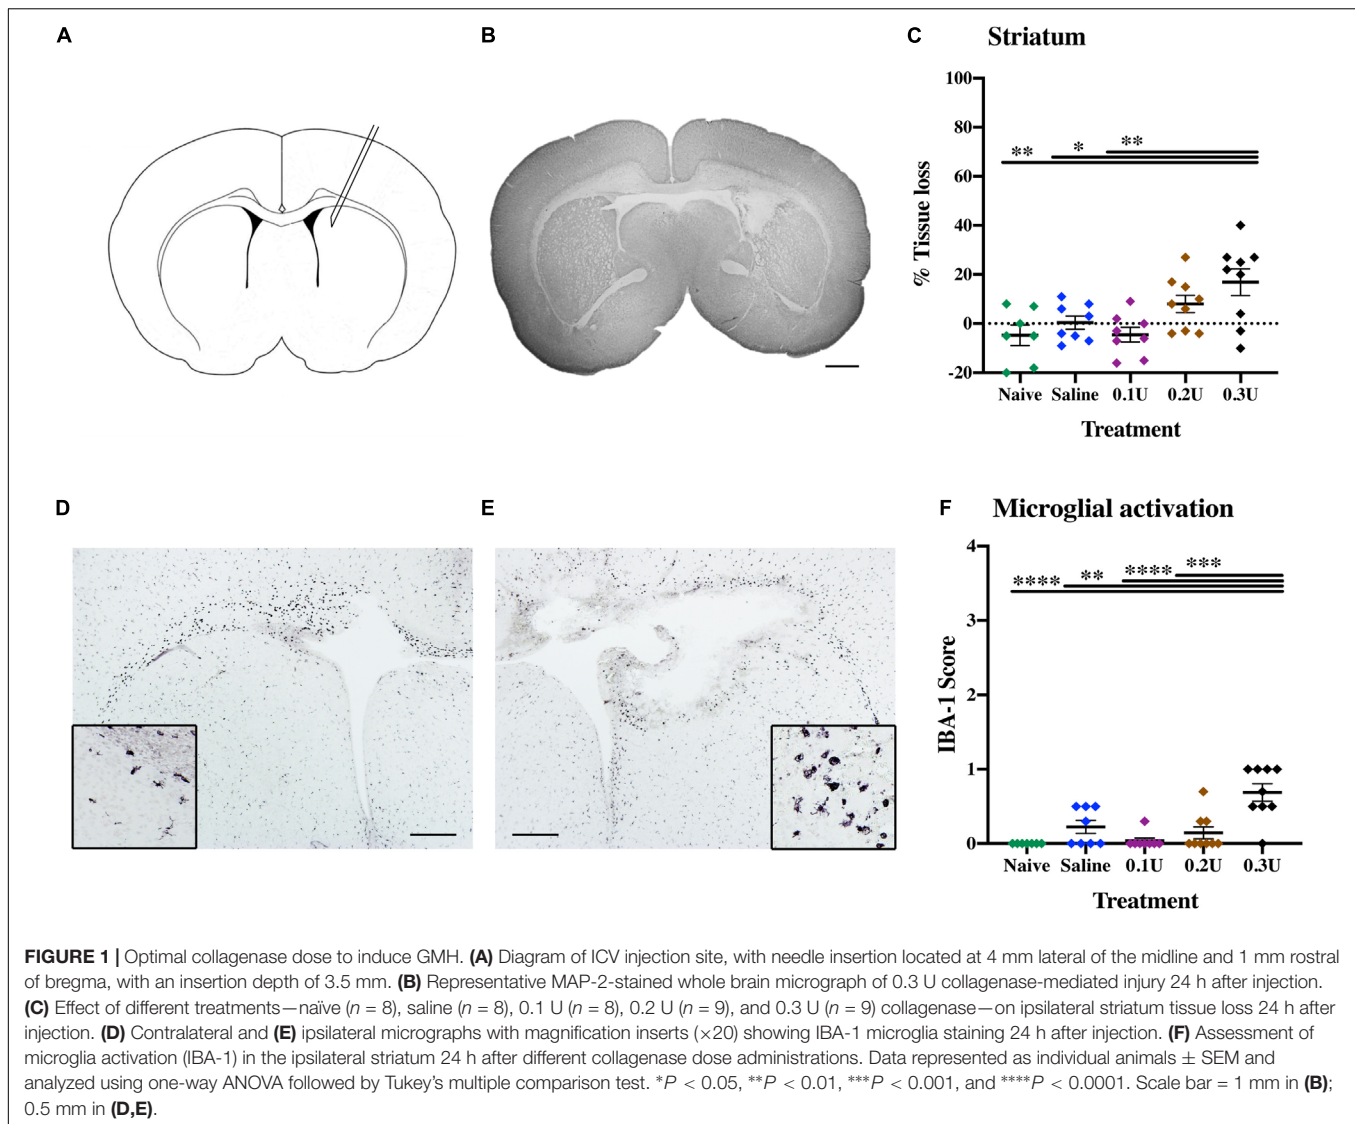 A
B
C
Striatum
100
80
60
40
20
0
-20
% Tissue loss
**
*
**
Naive Saline 0.1U 0.2U 0.3U
Treatment
D
E
F
Microglial activation
4
3
2
1
0
IBA-1 Score
****
**
****
***
Naive Saline 0.1U 0.2U 0.3U
Treatment
FIGURE 1 | Optimal collagenase dose to induce GMH. (A) Diagram of ICV injection site, with needle insertion located at 4 mm lateral of the midline and 1 mm rostral
of bregma, with an insertion depth of 3.5 mm. (B) Representative MAP-2-stained whole brain micrograph of 0.3 U collagenase-mediated injury 24 h after injection.
(C) Effect of different treatments—naïve (n = 8), saline (n = 8), 0.1 U (n = 8), 0.2 U (n = 9), and 0.3 U (n = 9) collagenase—on ipsilateral striatum tissue loss 24 h after
injection. (D) Contralateral and (E) ipsilateral micrographs with magnification inserts (×20) showing IBA-1 microglia staining 24 h after injection. (F) Assessment of
microglia activation (IBA-1) in the ipsilateral striatum 24 h after different collagenase dose administrations. Data represented as individual animals ± SEM and
analyzed using one-way ANOVA followed by Tukey's multiple comparison test. *P < 0.05, **P < 0.01, ***P < 0.001, and ****P < 0.0001. Scale bar = 1 mm in (B);
0.5 mm in (D,E).